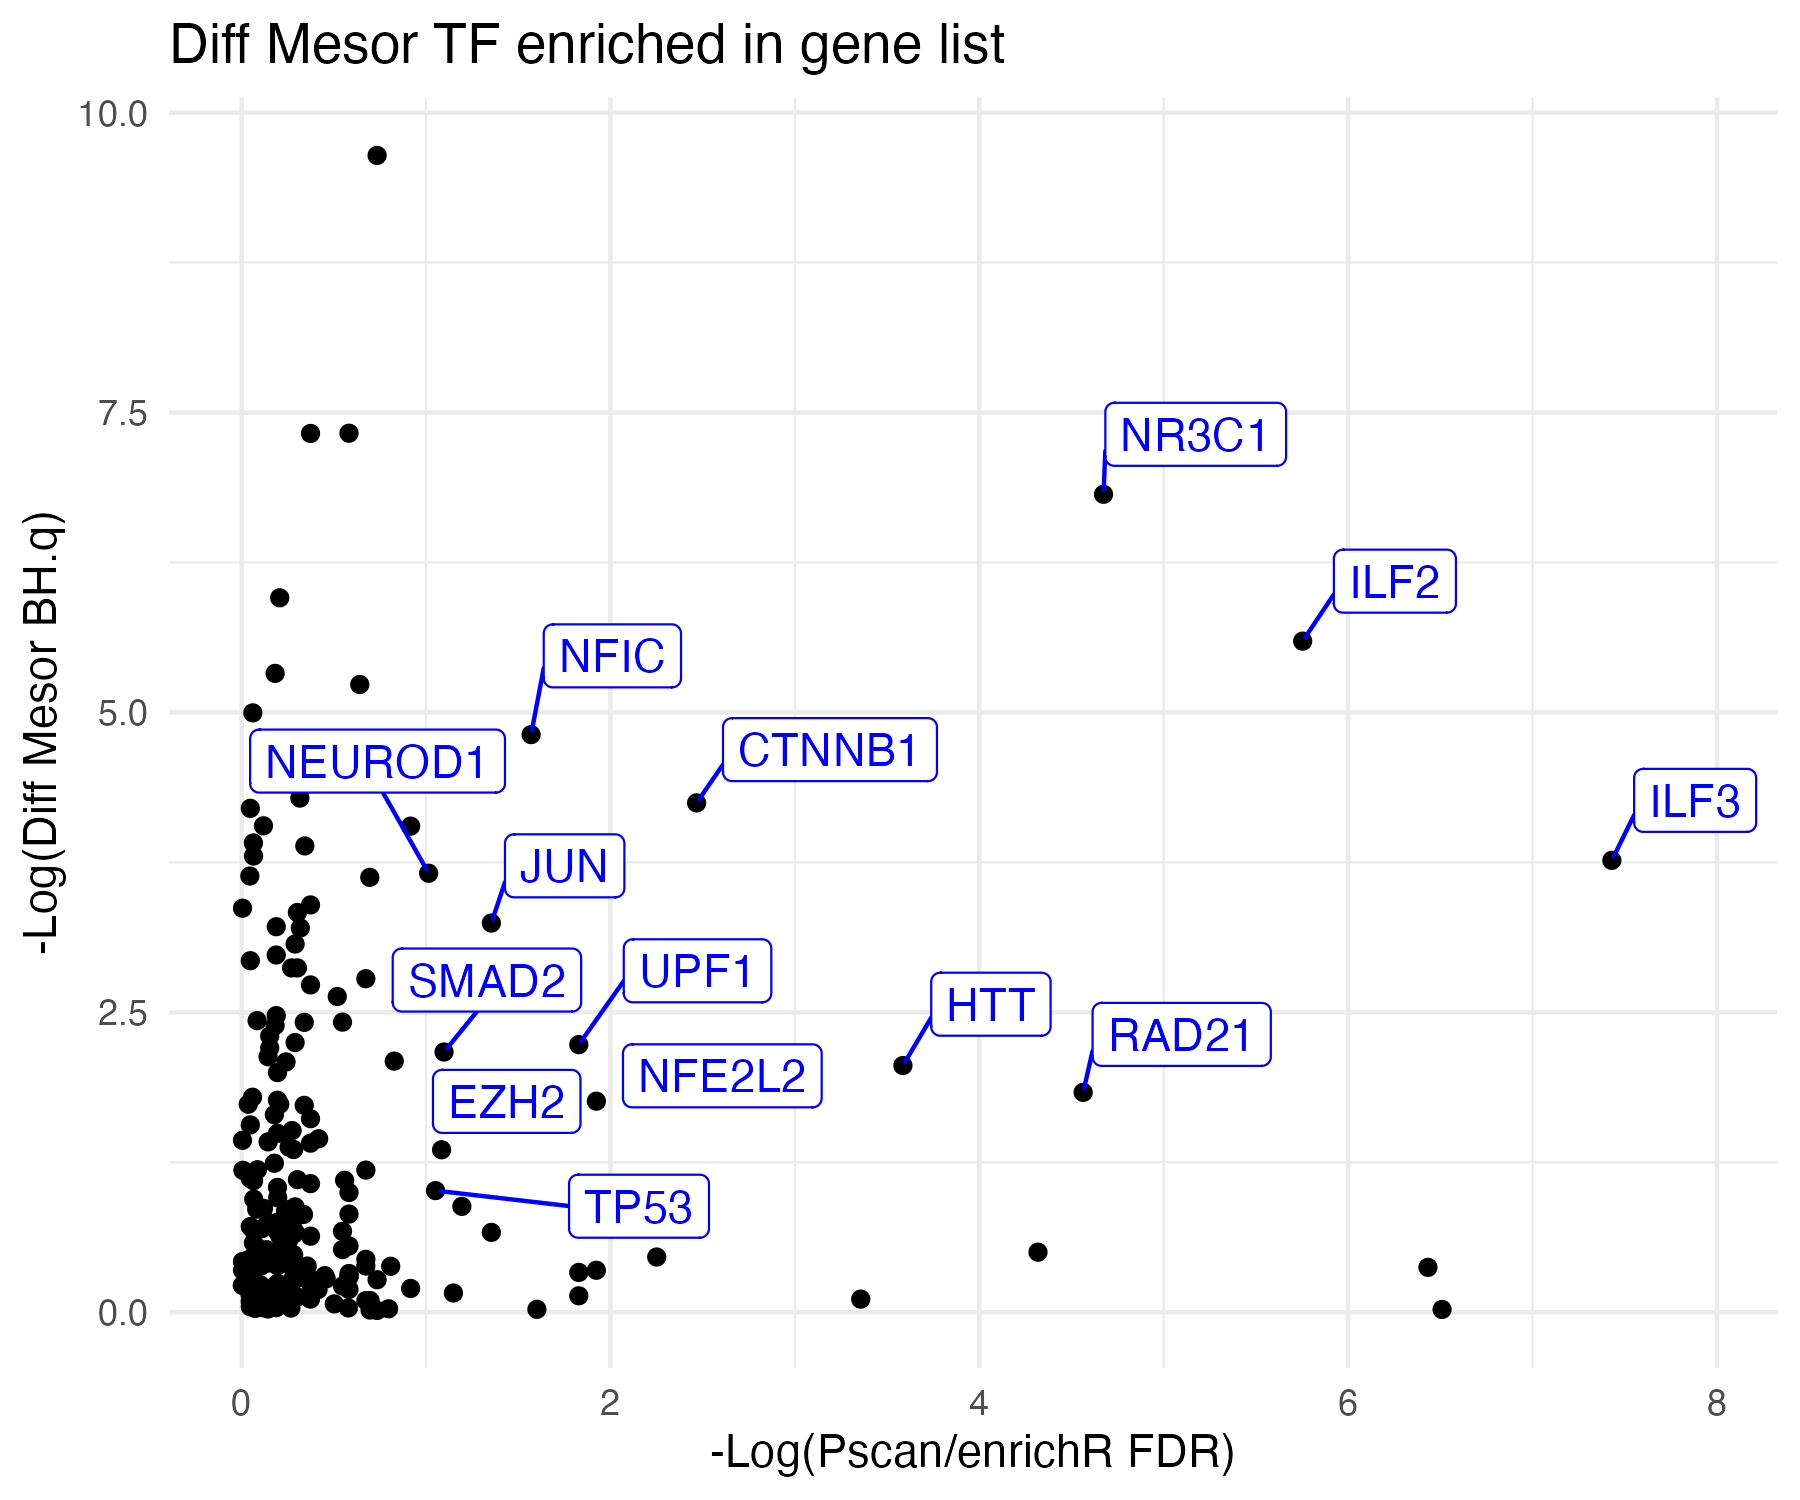 Diff Mesor TF enriched in gene list
-Log(Diff Mesor BH.q)
10.0
7.5
5.0
2.5
0.0
NR3C1
ILF2
NFIC
CTNNB1
NEUROD1
ILF3
JUN
UPF1
SMAD2
HTT
RAD21
NFE2L2
EZH2
TP53
0
2
4
6
8
-Log(Pscan/enrichR FDR)